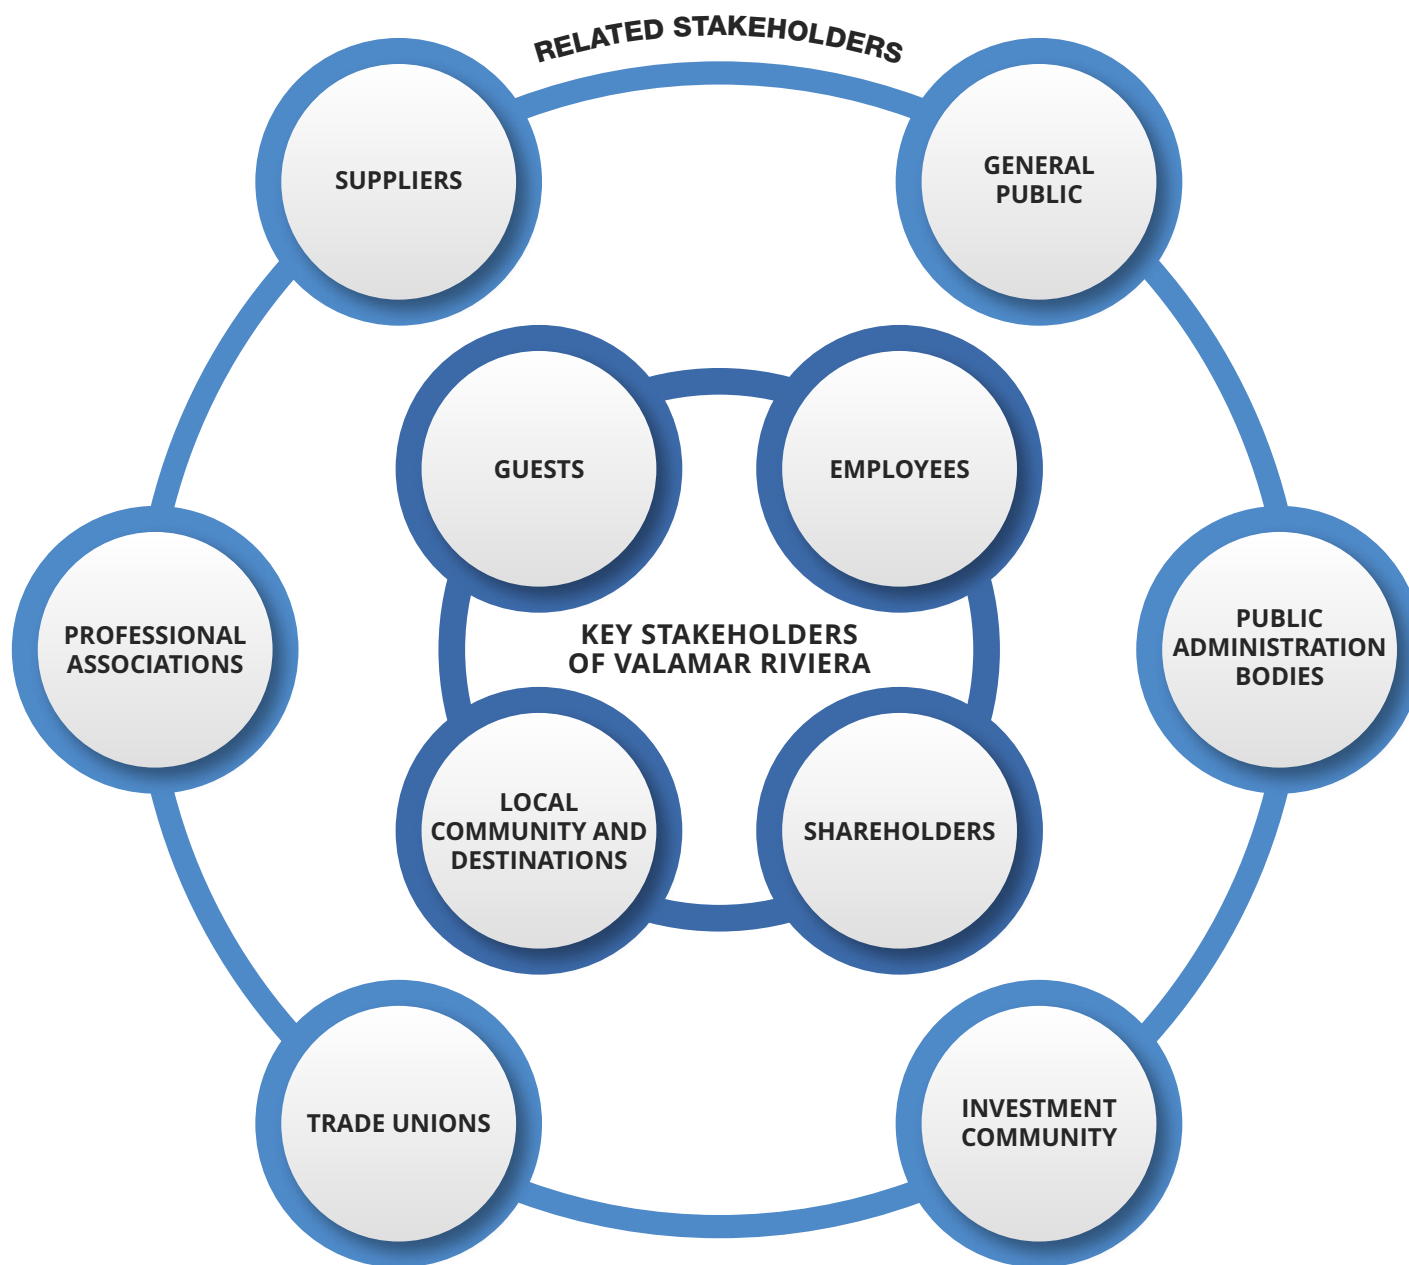 RELATED STAKEHOLDERS
SUPPLIERS
GENERAL
PUBLIC
GUESTS
EMPLOYEES
PROFESSIONAL
ASSOCIATIONS
KEY STAKEHOLDERS
OF VALAMAR RIVIERA
PUBLIC
ADMINISTRATION
BODIES
LOCAL
COMMUNITY AND
DESTINATIONS
SHAREHOLDERS
TRADE UNIONS
INVESTMENT
COMMUNITY